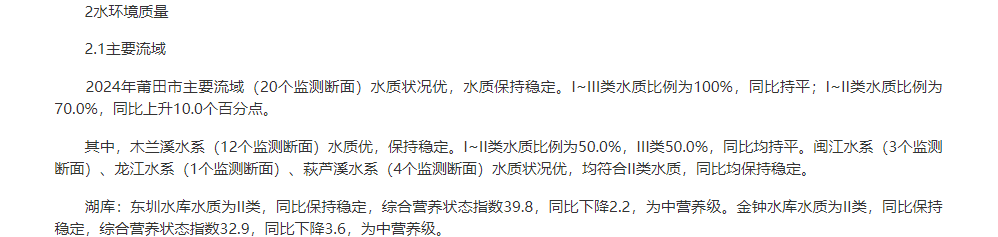 2水环境质量
2.1主要流域
2024年莆田市主要流域（20个监测断面）水质状况优，水质保持稳定。I~III类水质比例为100%，同比持平；I~II类水质比例为
70.0%，同比上升10.0个百分点。
其中，木兰溪水系（12个监测断面）水质优，保持稳定。I~II类水质比例为50.0%，III类50.0%，同比均持平。闽江水系（3个监测
断面）、龙江水系（1个监测断面）、萩芦溪水系（4个监测断面）水质状况优，均符合II类水质，同比均保持稳定。
湖库：东圳水库水质为II类，同比保持稳定，综合营养状态指数39.8，同比下降2.2，为中营养级。金钟水库水质为II类，同比保持
稳定，综合营养状态指数32.9，同比下降3.6，为中营养级。